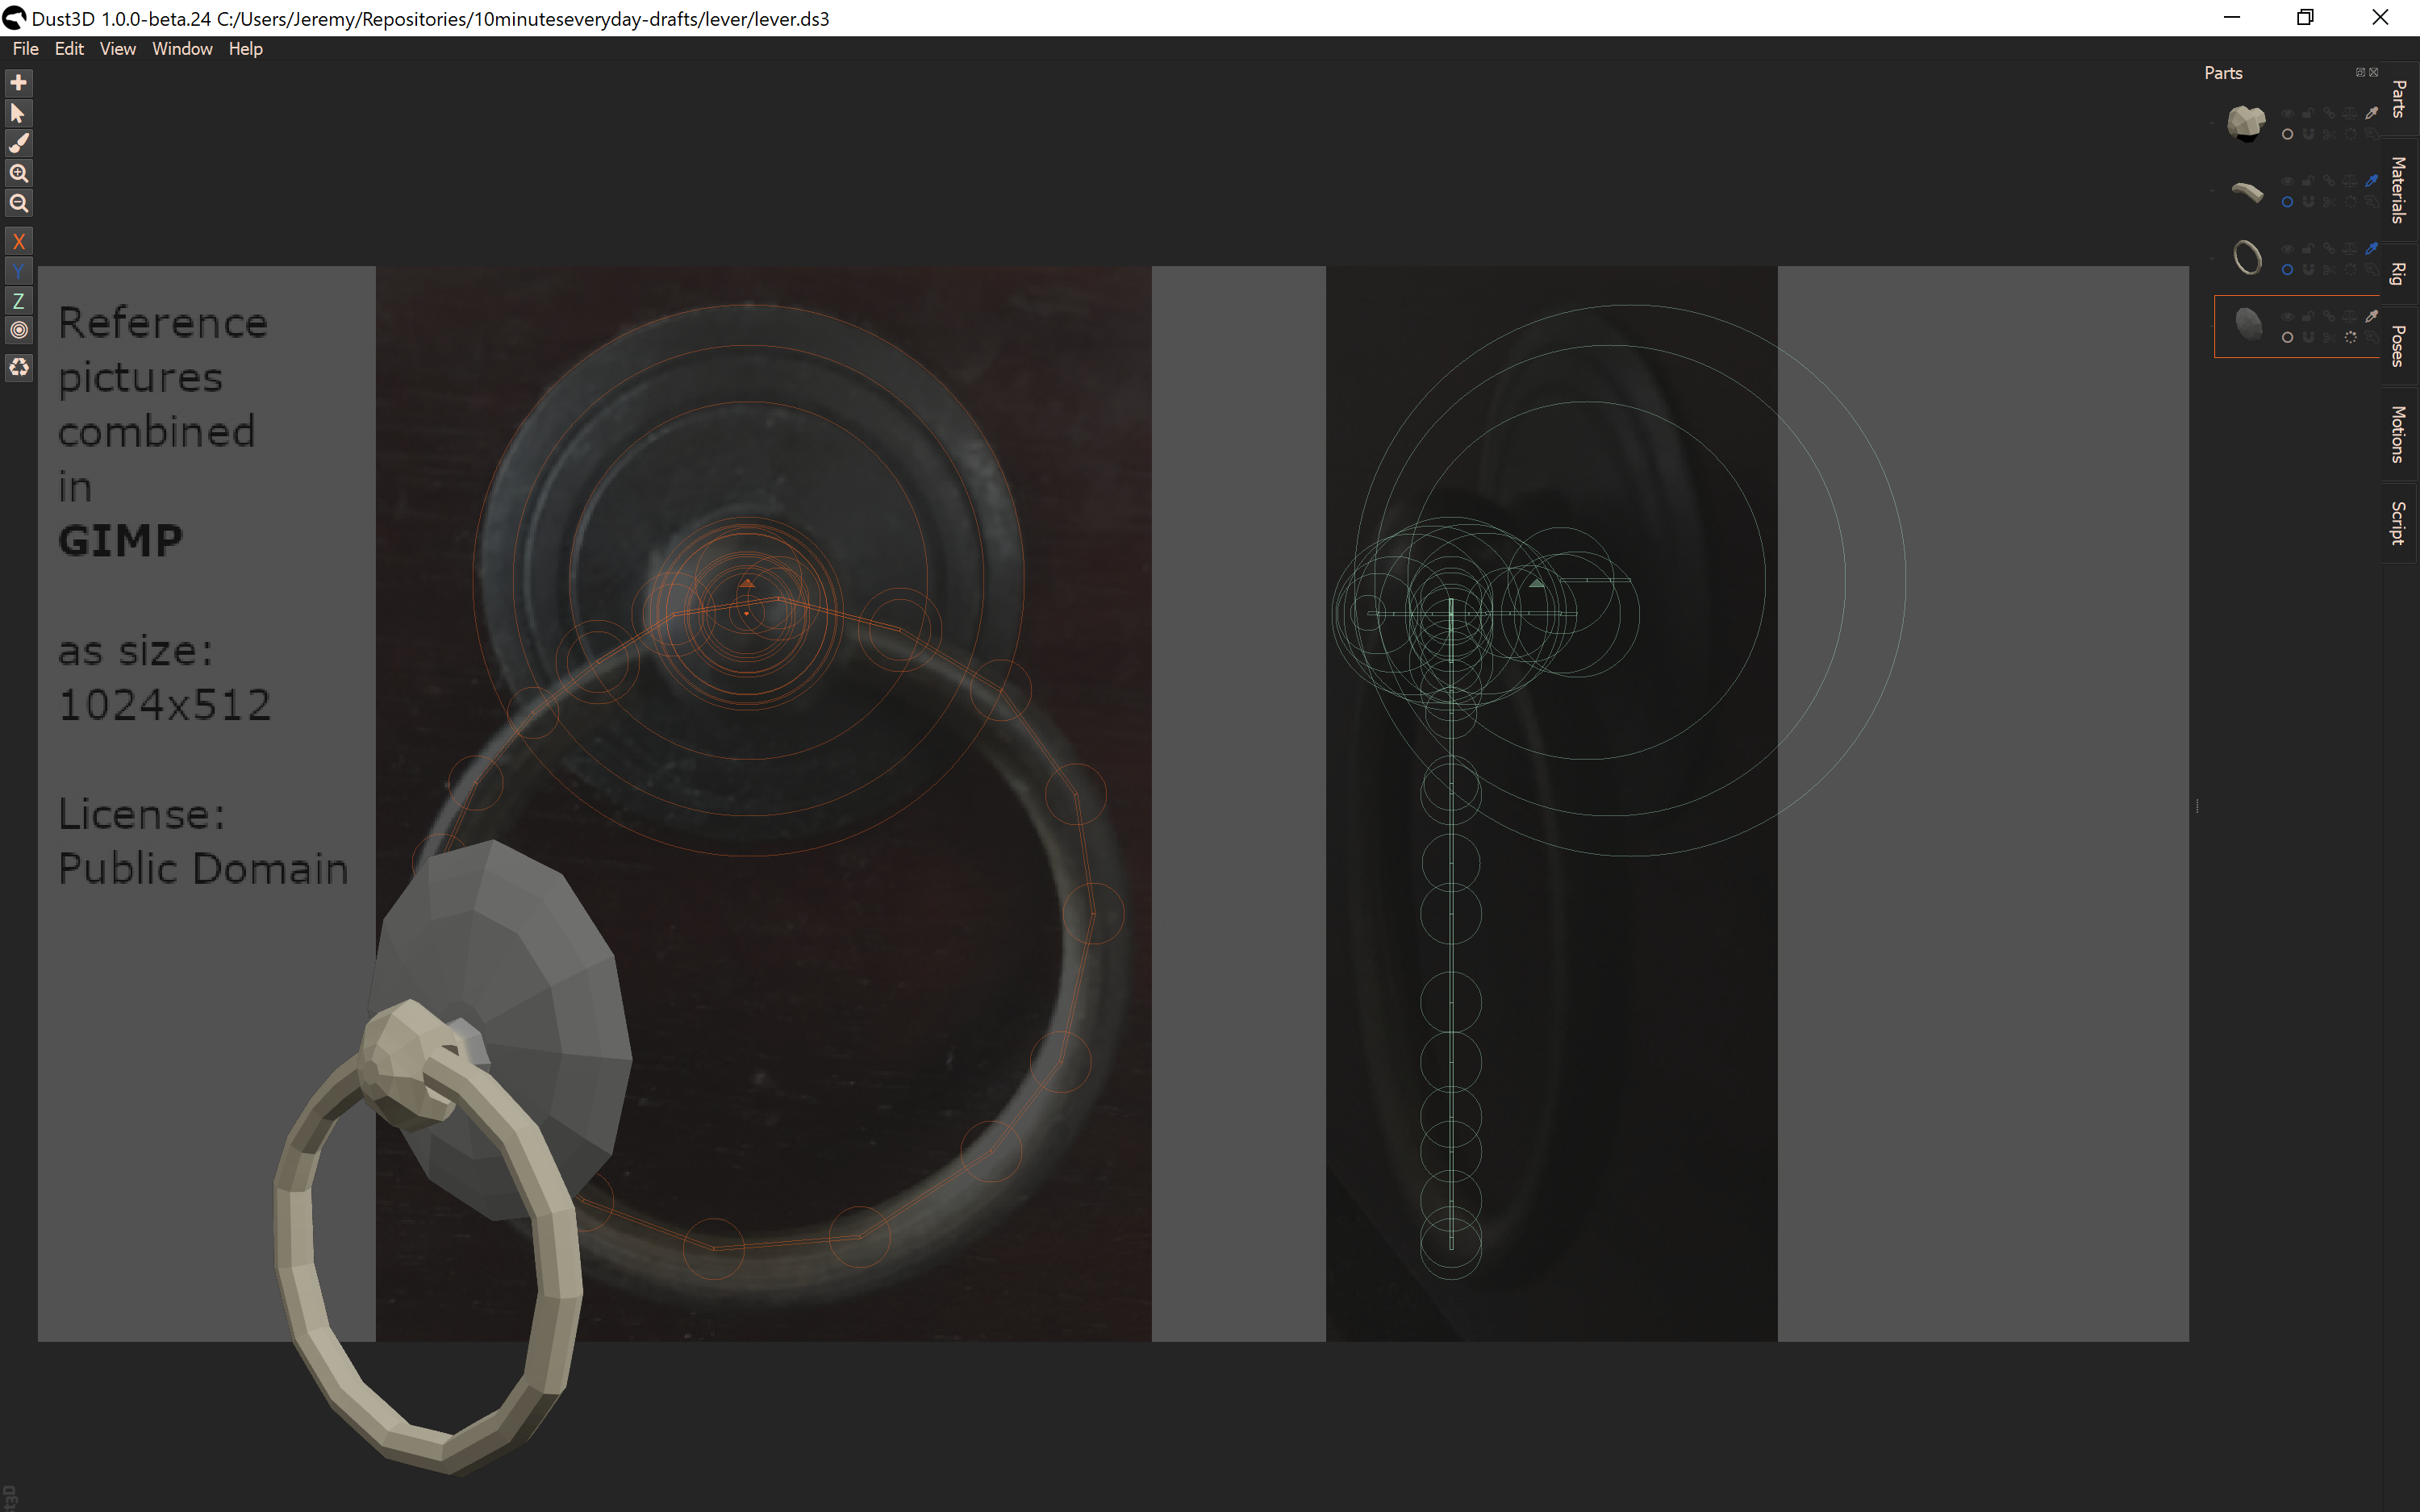 Dust3D 1.0.0-beta.24 C:/Users/Jeremy/Repositories/10minuteseveryday-drafts/lever/lever.ds3
File Edit View Window Help
Parts
X
Y
Z
Reference
pictures
combined
in
GIMP
as size:
1024x512
License:
Public Domain
Parts
Materials
Rig
Poses
Motions
Script